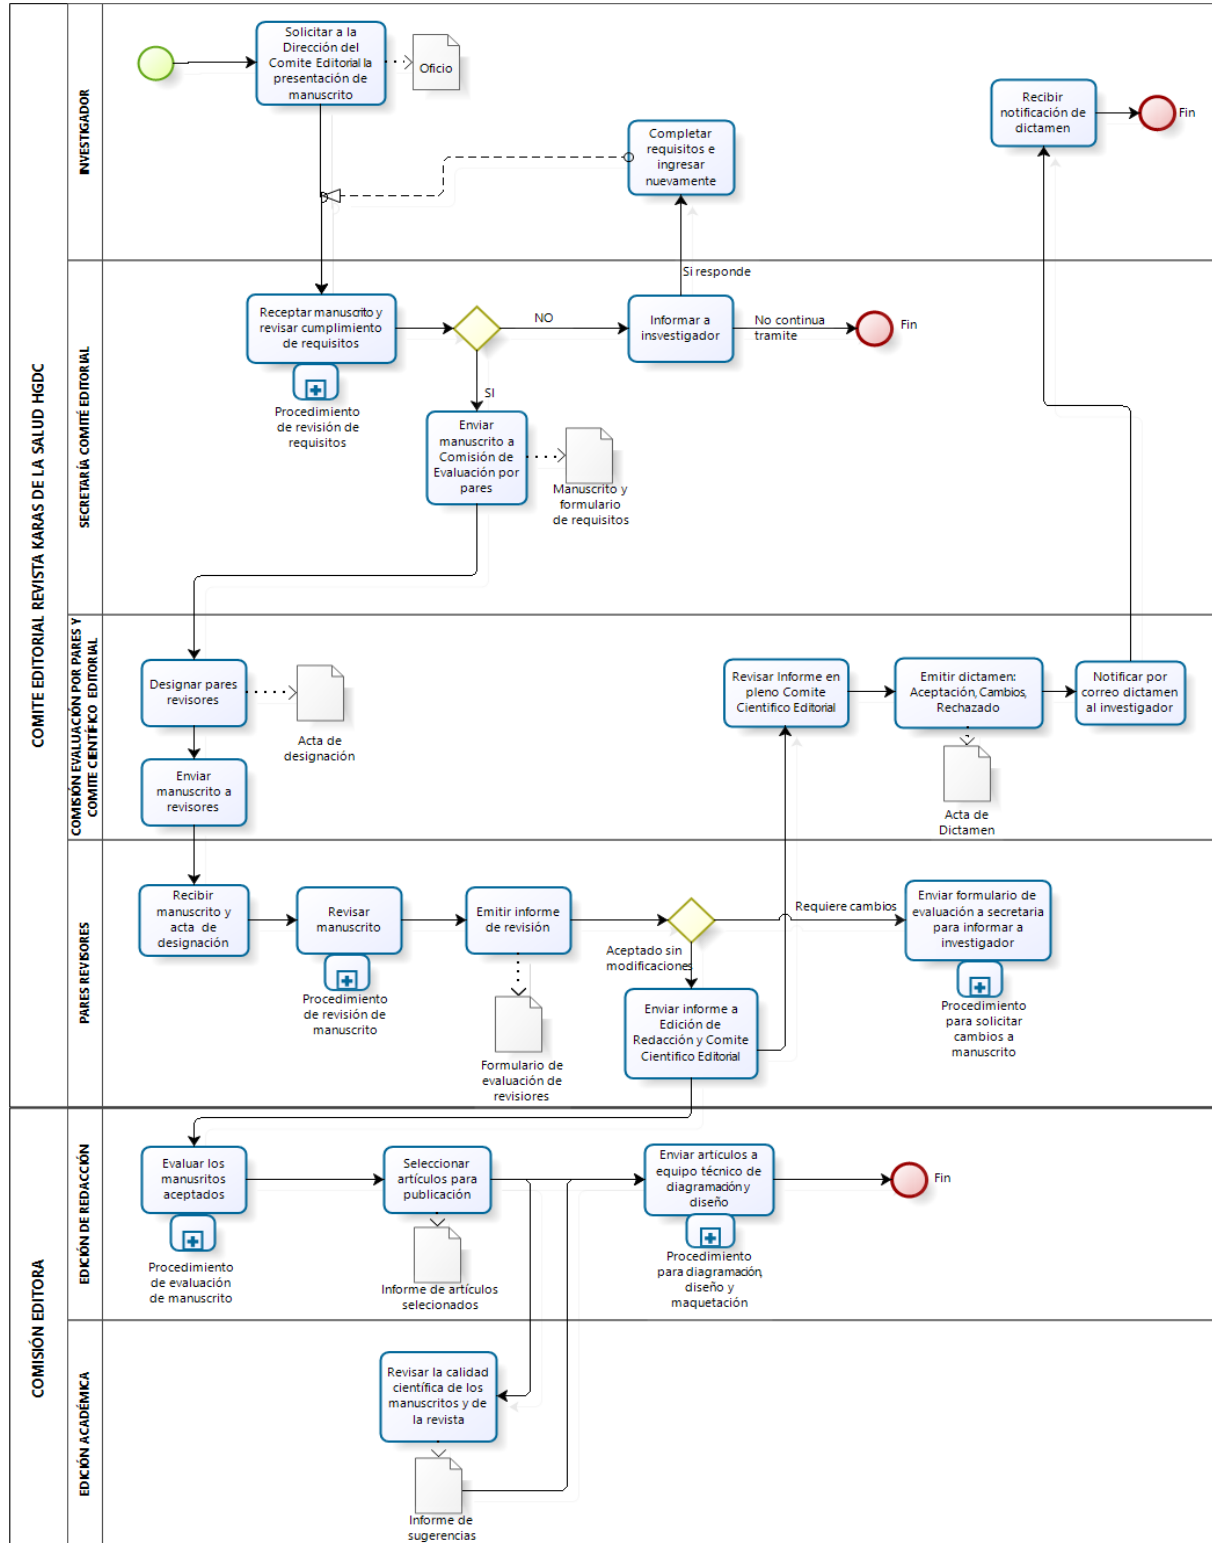 COMITE EDITORIAL REVISTA KARAS DE LA SALUD HGDC
INVESTIGADOR
Solicitar a la
Dirección del
Comite Editorial la
presentación de
manuscrito
Oficio
Completar
requisitos e
ingresar
nuevamente
Recibir
notificación de
dictamen
Fin
SECRETARÍA COMITÉ EDITORIAL
Si responde
Receptar manuscrito y
revisar cumplimiento
de requisitos
NO
Informar a
insvestigador
No continua
tramite
Fin
Procedimiento
de revisión de
requisitos
SI
Enviar
manuscrito a
Comisión de
Evaluación por
pares
Manuscrito y
formulario
de requisitos
COMISIÓN EVALUACIÓN POR PARES Y
COMITE CIENTÍFICO EDITORIAL
Designar pares
revisores
Acta de
designación
Enviar
manuscrito a
revisores
Revisar Informe en
pleno Comite
Cientifico Editorial
Emitir dictamen:
Aceptación, Cambios,
Rechazado
Notificar por
correo dictamen
al investigador
Acta de
Dictamen
PARES REVISORES
Recibir
manuscrito y
acta de
designación
Revisar
manuscrito
Procedimiento
de revisión de
manuscrito
Emitir informe
de revisión
Formulario de
evaluación de
revisiores
Requiere cambios
Aceptado sin
modificaciones
Enviar informe a
Edición de
Redacción y Comite
Cientifico Editorial
Enviar formulario de
evaluación a secretaria
para informar a
investigador
Procedimiento
para solicitar
cambios a
manuscrito
COMISIÓN EDITORA
EDICIÓN DE REDACCIÓN
Evaluar los
manusritos
aceptados
Procedimiento
de evaluación
de manuscrito
Seleccionar
artículos para
publicación
Informe de artículos
selecionados
Enviar artículos a
equipo técnico de
diagramación y
diseño
Procedimiento
para diagramación,
diseño y
maquetación
Fin
EDICIÓN ACADÉMICA
Revisar la calidad
científica de los
manuscritos y de
la revista
Informe de
sugerencias